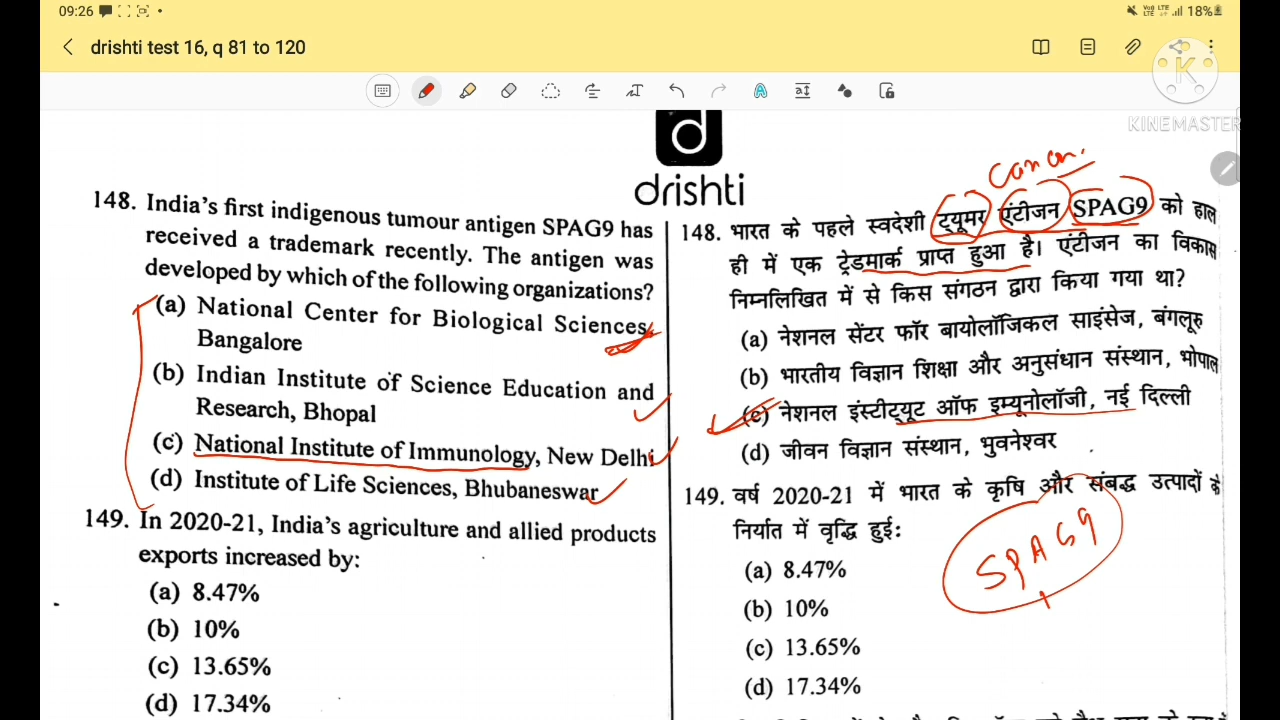 09:26
Vo) LTE
LTE
18%
drishti test 16, q 81 to 120
K
KINEMASTER
d
drishti
148. India's first indigenous tumour antigen SPAG9 has
received a trademark recently. The antigen was
developed by which of the following organizations?
(a) National Center for Biological Sciences,
Bangalore
(b) Indian Institute of Science Education and
Research, Bhopal
(c) National Institute of Immunology, New Delhi
(d) Institute of Life Sciences, Bhubaneswar
149. In 2020-21, India's agriculture and allied products
exports increased by:
(a) 8.47%
(b) 10%
(c) 13.65%
(d) 17.34%
148. भारत के पहले स्वदेशी ट्यूमर एंटीजन SPAG9 को हाल
ही में एक ट्रेडमार्क प्राप्त हुआ है। एंटीजन का विकास
निम्नलिखित में से किस संगठन द्वारा किया गया था?
(a) नेशनल सेंटर फॉर बायोलॉजिकल साइंसेज, बंगलूरु
(b) भारतीय विज्ञान शिक्षा और अनुसंधान संस्थान, भोपाल
(c) नेशनल इंस्टीट्यूट ऑफ इम्यूनोलॉजी, नई दिल्ली
(d) जीवन विज्ञान संस्थान, भुवनेश्वर
149. वर्ष 2020-21 में भारत के कृषि और संबद्ध उत्पादों के
निर्यात में वृद्धि हुई:
(a) 8.47%
(b) 10%
(c) 13.65%
(d) 17.34%
SPAG9